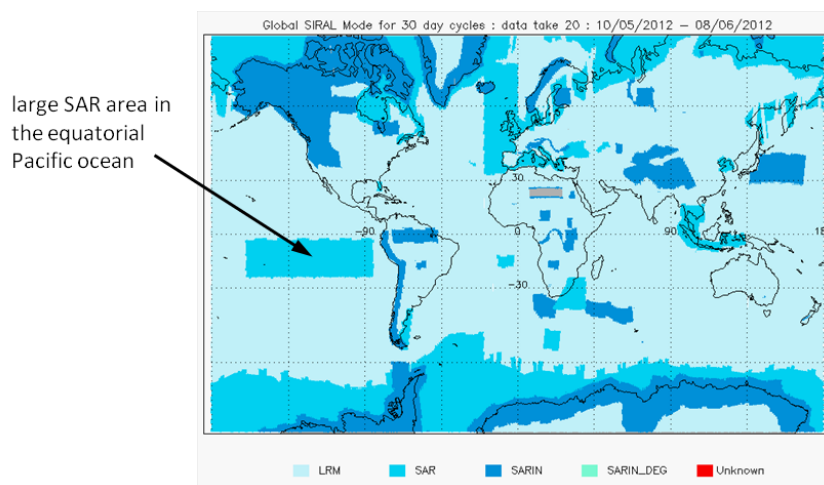 Global SIRAL Mode for 30 day cycles : data take 20 : 10/05/2012 – 08/06/2012
large SAR area in
the equatorial
Pacific ocean
30
-90 0 90 18
-30
LRM SAR SARIN SARIN_DEG Unknown